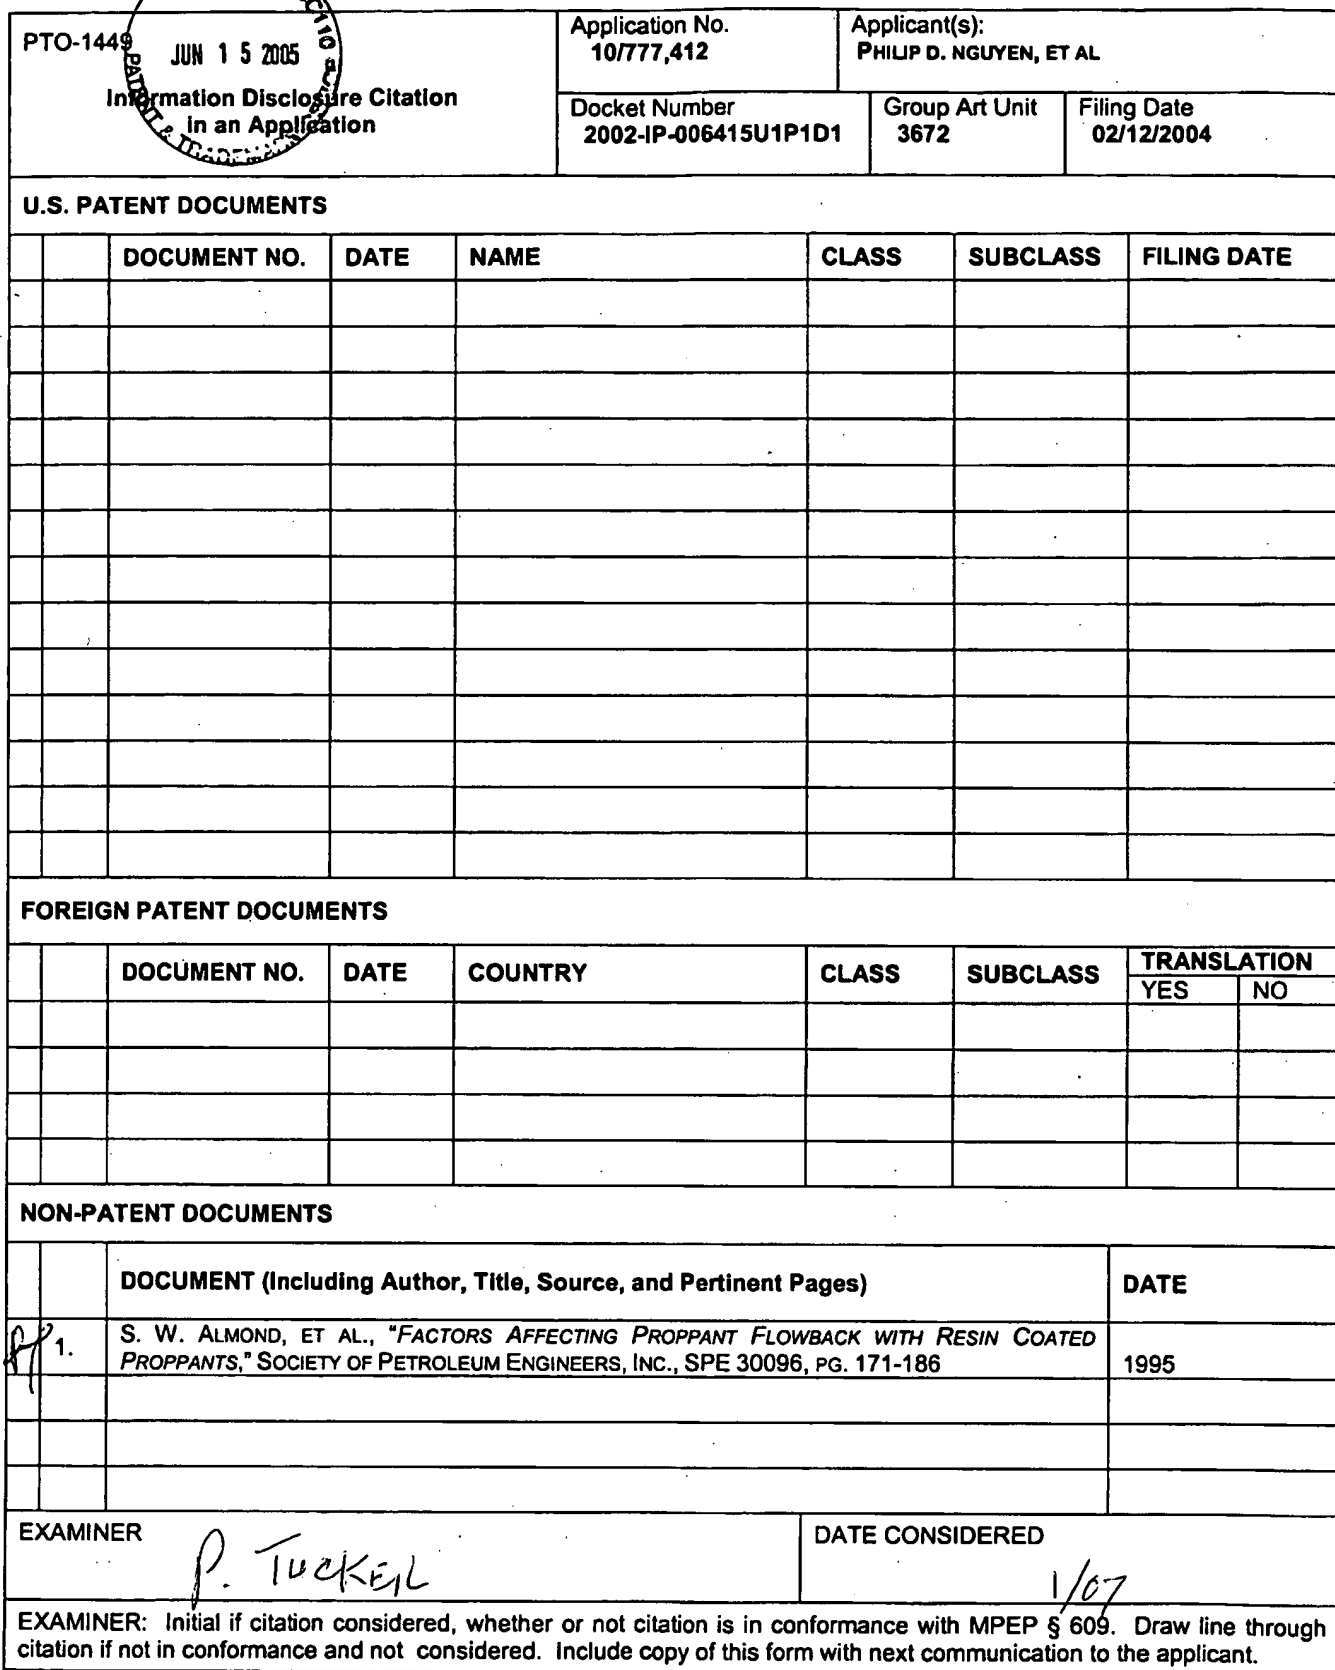 PTO-1449
JUN 1 5 2005
PATENT & TRADEMARK
Information Disclosure Citation
in an Application
Application No.
10/777,412
Applicant(s):
PHILIP D. NGUYEN, ET AL
Docket Number
2002-IP-006415U1P1D1
Group Art Unit
3672
Filing Date
02/12/2004
U.S. PATENT DOCUMENTS
DOCUMENT NO. DATE NAME CLASS SUBCLASS FILING DATE
FOREIGN PATENT DOCUMENTS
DOCUMENT NO. DATE COUNTRY CLASS SUBCLASS TRANSLATION
YES NO
NON-PATENT DOCUMENTS
DOCUMENT (Including Author, Title, Source, and Pertinent Pages) DATE
1. S. W. ALMOND, ET AL., "FACTORS AFFECTING PROPPANT FLOWBACK WITH RESIN COATED
PROPPANTS," SOCIETY OF PETROLEUM ENGINEERS, INC., SPE 30096, PG. 171-186 1995
EXAMINER
P. TUCKER
DATE CONSIDERED
1/07
EXAMINER: Initial if citation considered, whether or not citation is in conformance with MPEP § 609. Draw line through
citation if not in conformance and not considered. Include copy of this form with next communication to the applicant.